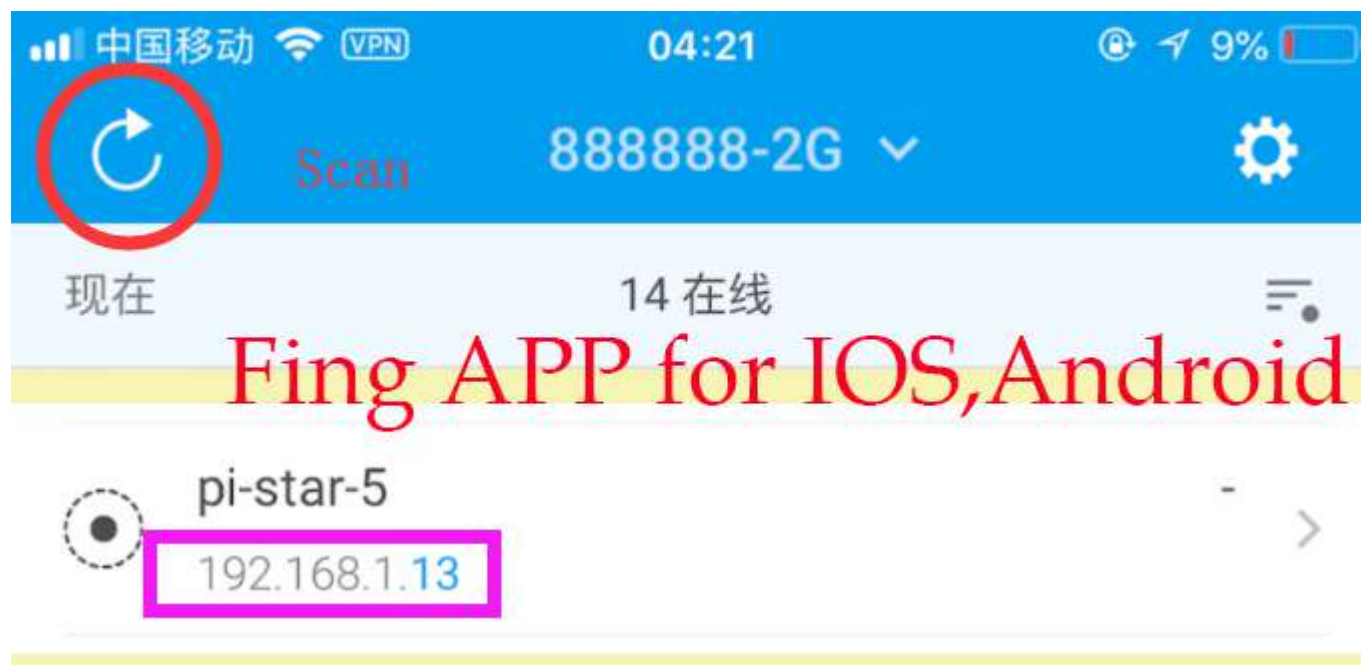 中国移动 VPN 04:21 9%
Scan 888888-2G
现在 14 在线
Fing APP for IOS,Android
pi-star-5 -
192.168.1.13